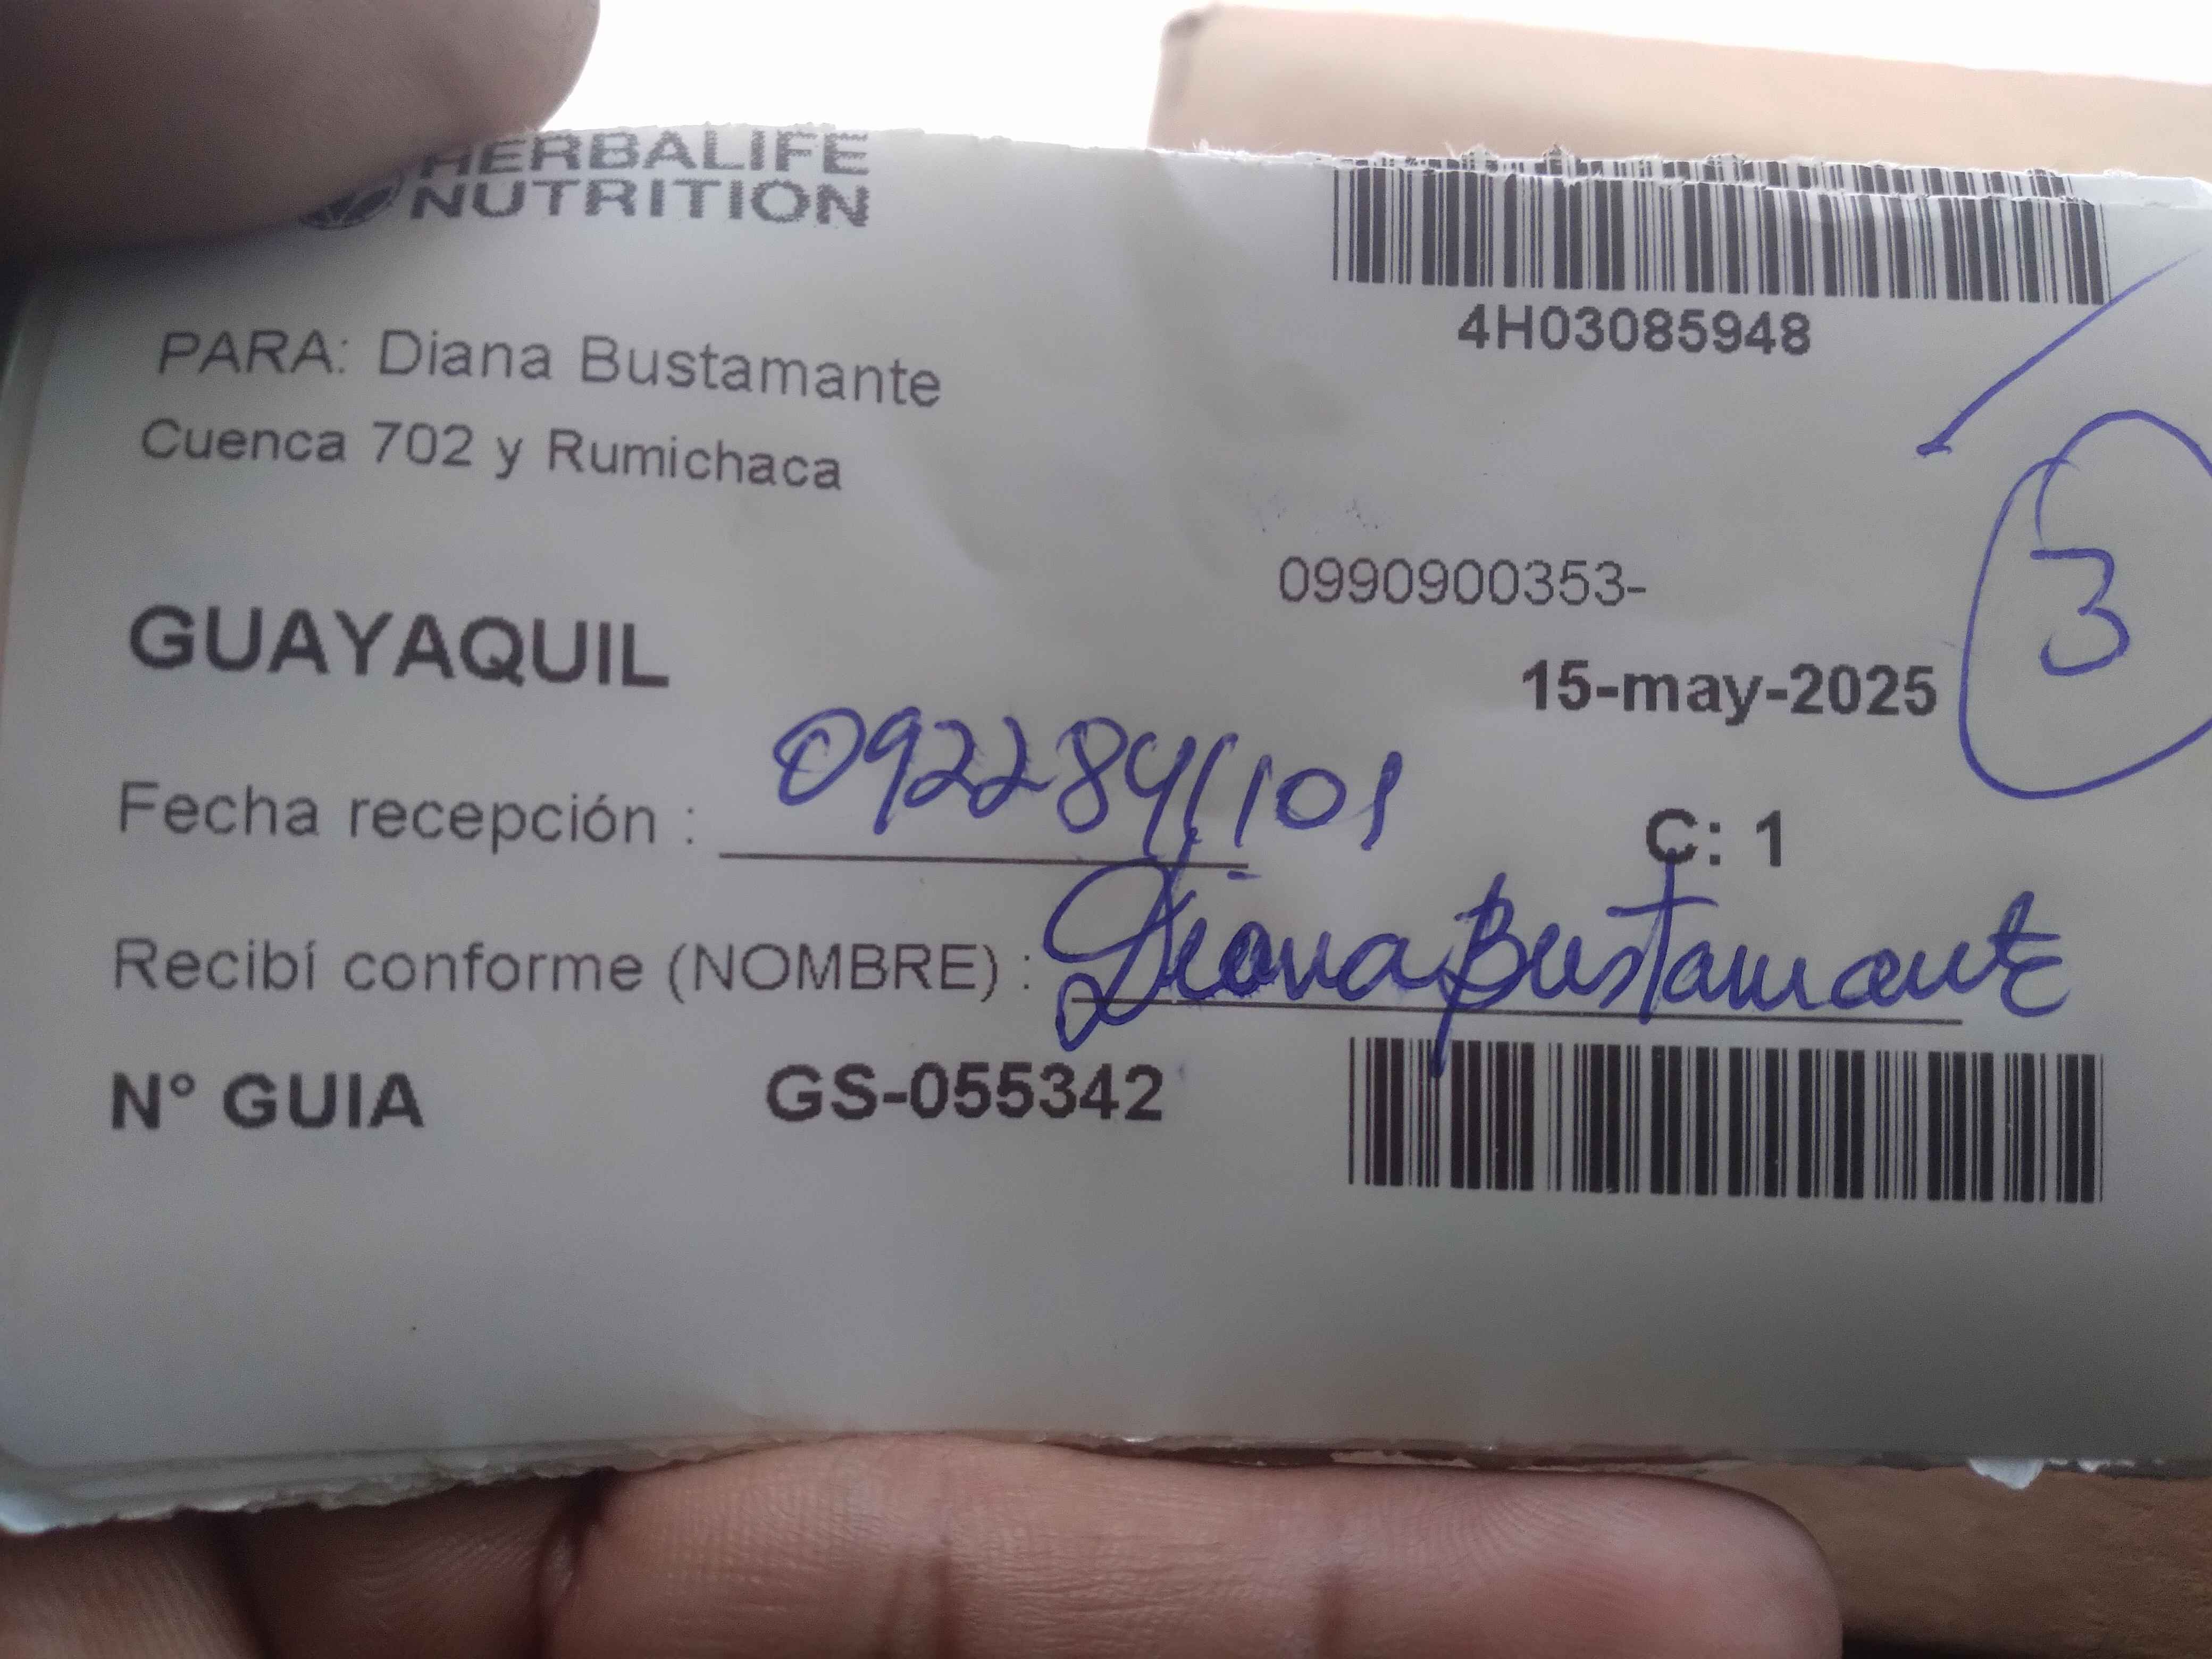 HERBALIFE
NUTRITION
4H03085948
PARA: Diana Bustamante
Cuenca 702 y Rumichaca
0990900353-
3
GUAYAQUIL
15-may-2025
Fecha recepción : 0922841101
C: 1
Recibí conforme (NOMBRE) : Diana Bustamante
N° GUIA GS-055342